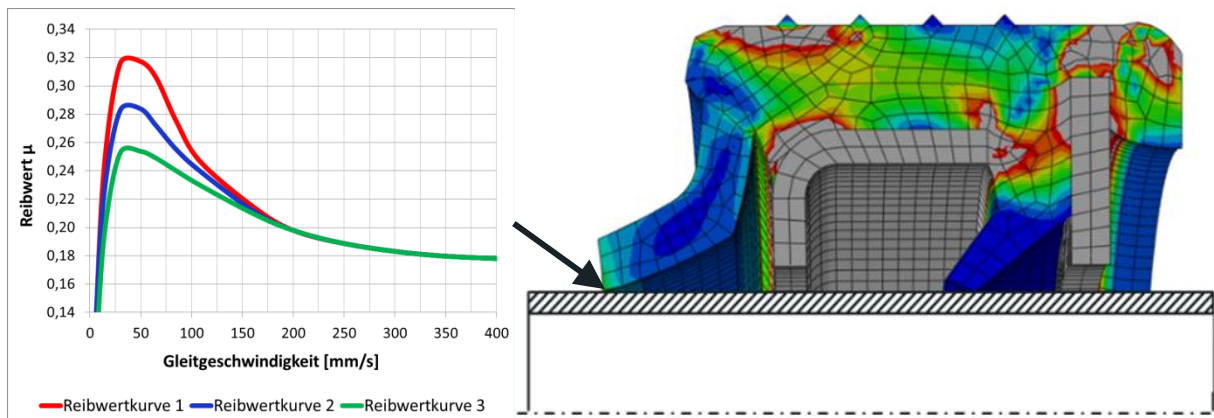 0,34
0,32
0,30
0,28
0,26
0,24
0,22
0,20
0,18
0,16
0,14
Reibwert µ
0 50 100 150 200 250 300 350 400
Gleitgeschwindigkeit [mm/s]
Reibwertkurve 1 Reibwertkurve 2 Reibwertkurve 3